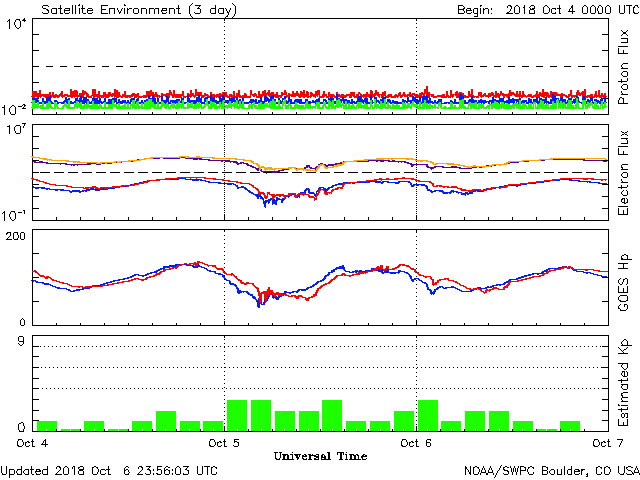 Satellite Environment (3 day) Begin: 2018 Oct 4 0000 UTC
10^4
10^-2
Proton Flux
10^7
10^-1
Electron Flux
200
0
GOES Hp
9
0
Estimated Kp
Oct 4 Oct 5 Oct 6 Oct 7
Universal Time
Updated 2018 Oct 6 23:56:03 UTC NOAA/SWPC Boulder, CO USA